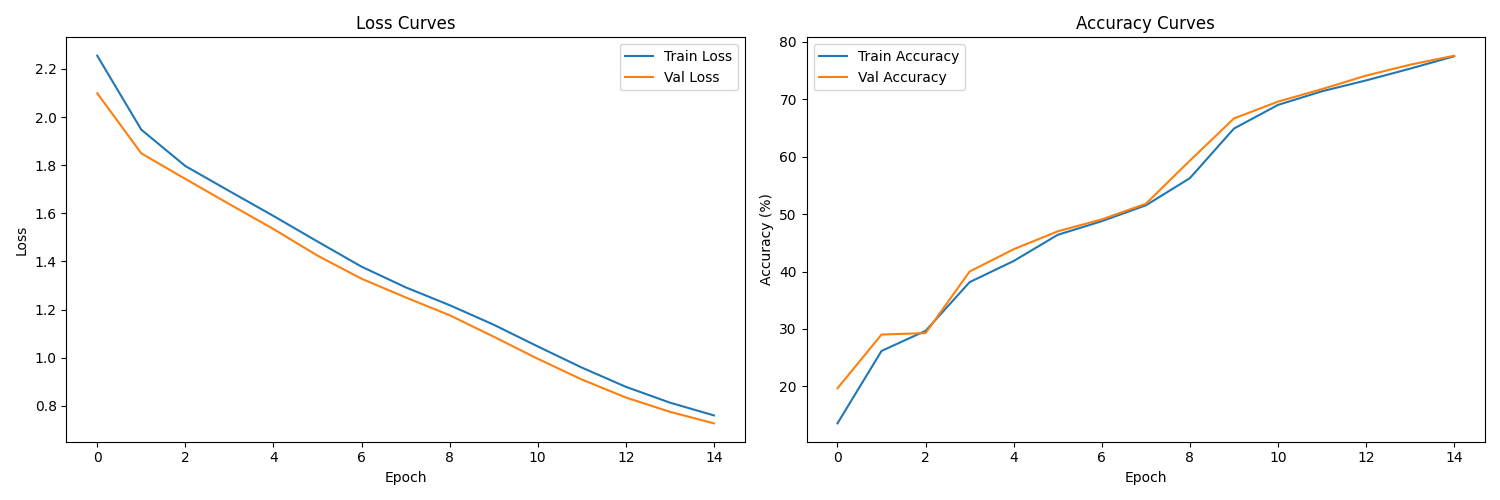 Loss Curves
Train Loss
Val Loss
2.2
2.0
1.8
1.6
1.4
1.2
1.0
0.8
Loss
0 2 4 6 8 10 12 14
Epoch
Accuracy Curves
Train Accuracy
Val Accuracy
80
70
60
50
40
30
20
Accuracy (%)
0 2 4 6 8 10 12 14
Epoch